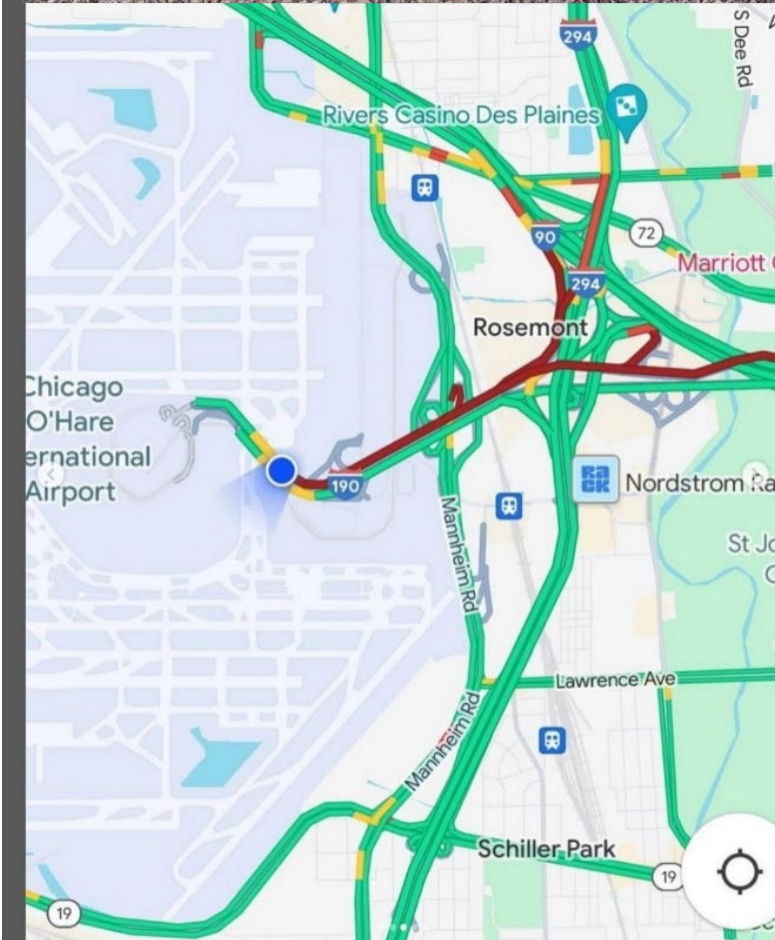 294
S Dee Rd
Rivers Casino Des Plaines
90
72
294
Marriott
Rosemont
Chicago
O'Hare
ernational
Airport
190
Rack
Nordstrom Ra
Mannheim Rd
St Jo
Lawrence Ave
Mannheim Rd
Schiller Park
19
19